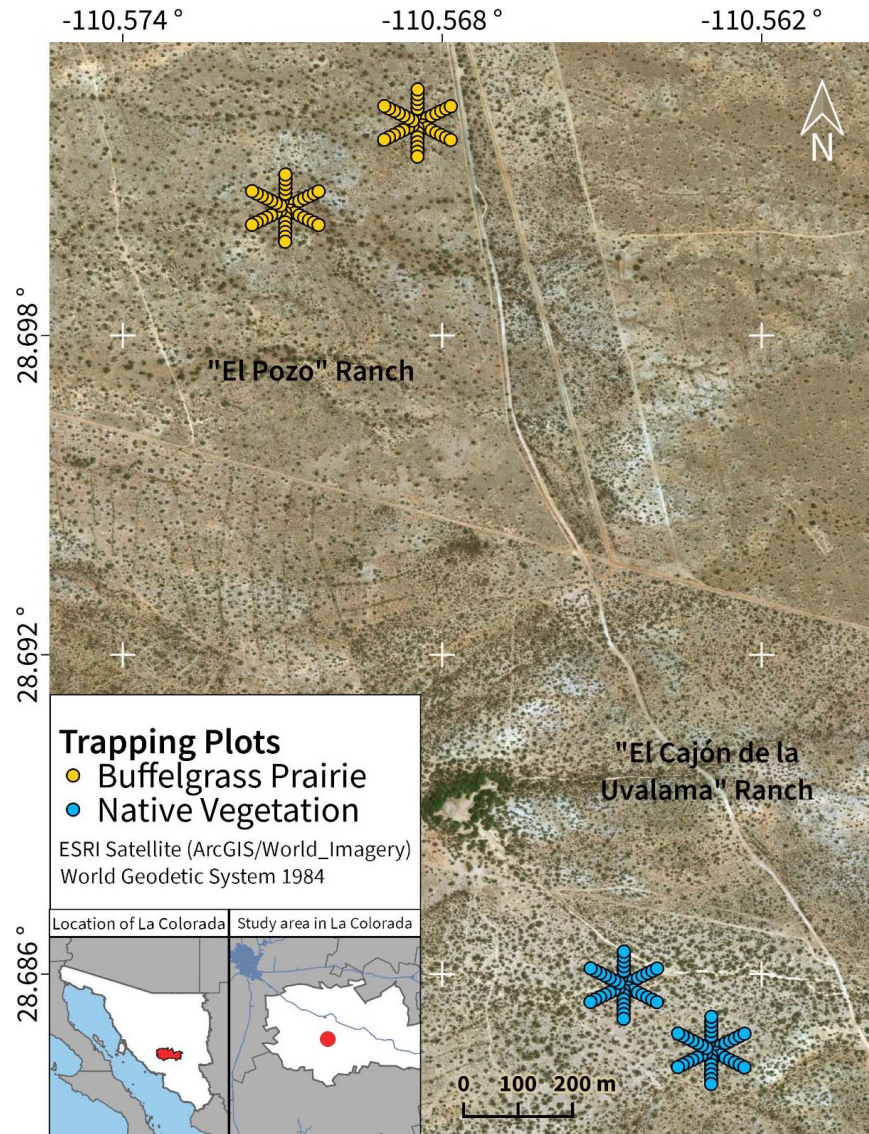 -110.574 °
-110.568 °
-110.562 °
N
28.698 °
"El Pozo" Ranch
28.692 °
"El Cajón de la
Uvalama" Ranch
Trapping Plots
Buffelgrass Prairie
Native Vegetation
ESRI Satellite (ArcGIS/World_Imagery)
World Geodetic System 1984
Location of La Colorada
Study area in La Colorada
28.686 °
0 100 200 m